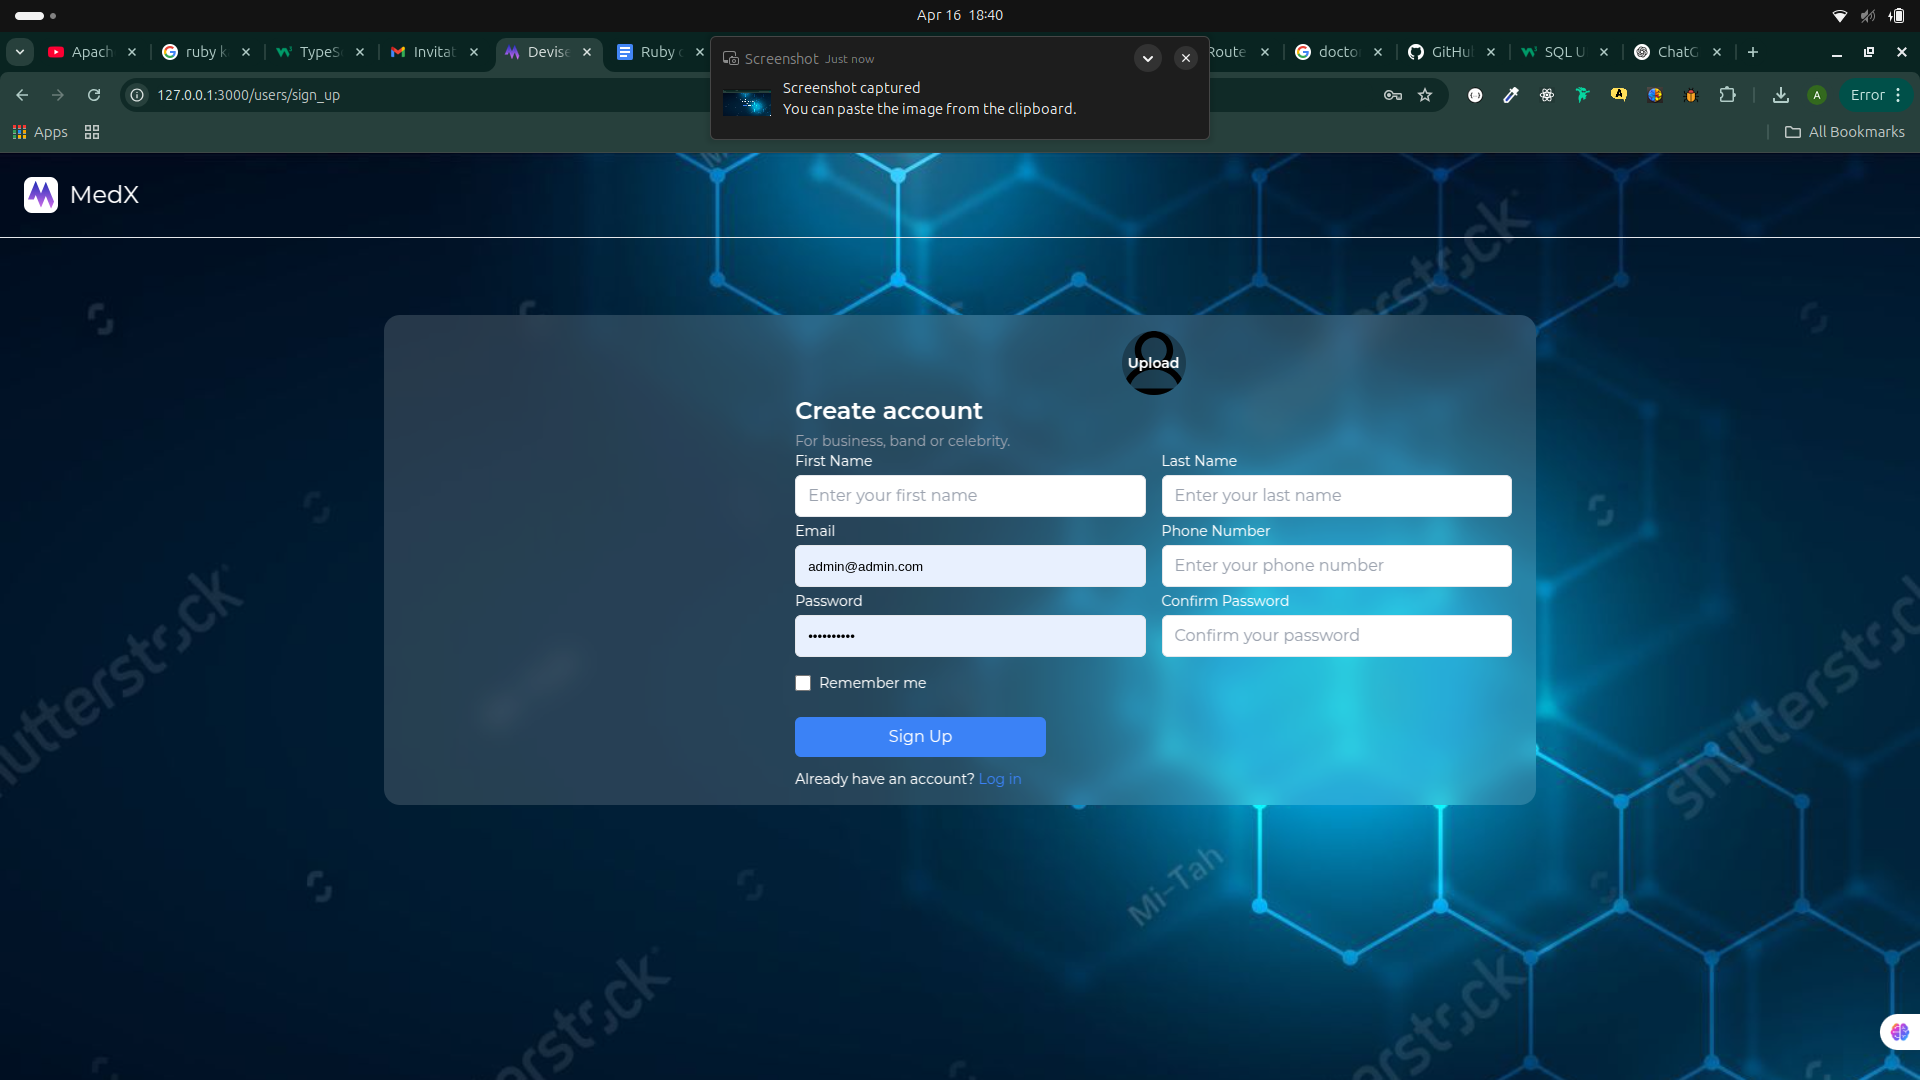 Apr 16 18:40
Apach
ruby k
TypeS
Invitat
Devise
Ruby o
Route
docto
GitHu
SQL U
ChatG
Screenshot Just now
Screenshot captured
You can paste the image from the clipboard.
127.0.0.1:3000/users/sign_up
A
Error
Apps
All Bookmarks
MedX
Upload
Create account
For business, band or celebrity.
First Name
Last Name
Enter your first name
Enter your last name
Email
Phone Number
admin@admin.com
Enter your phone number
Password
Confirm Password
••••••••••
Confirm your password
Remember me
Sign Up
Already have an account? Log in
shutterstock
shutterstock
Mi-Tah